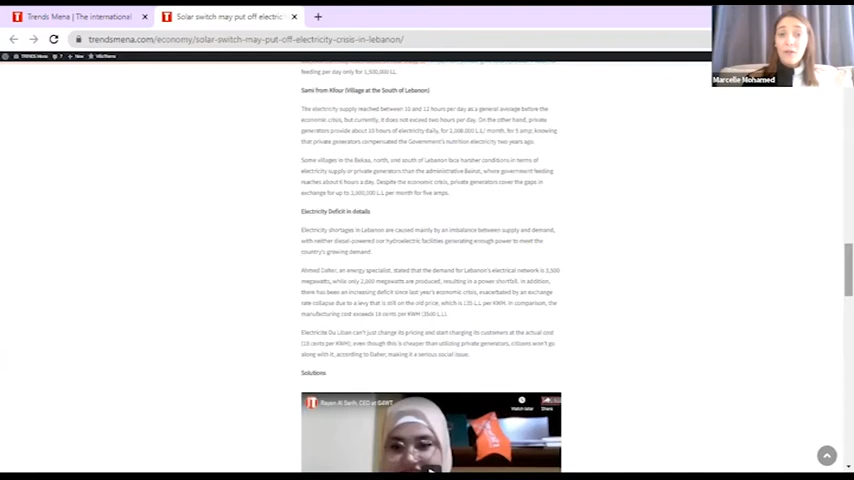 Trends Mena | The international
Solar switch may put off electric
trendsmena.com/economy/solar-switch-may-put-off-electricity-crisis-in-lebanon/
TRENDS Mena 7 New
Marcelle Mohamed
feeding per day only for 1,500,000 LL
Sami from Kfour (Village at the South of Lebanon)
The electricity supply reached between 10 and 12 hours per day as a general average before the
economic crisis, but currently, it does not exceed two hours per day. On the other hand, private
generators provide about 10 hours of electricity daily, for 2,000,000 L.L/ month, for 5 amp; knowing
that private generators compensated the Government's nutrition electricity two years ago.
Some villages in the Bekaa, north, and south of Lebanon face harsher conditions in terms of
electricity supply or private generators than the administrative Beirut, where government feeding
reaches about 6 hours a day. Despite the economic crisis, private generators cover the gaps in
exchange for up to L.L per month for five amps.
Electricity Deficit in details
Electricity shortages in Lebanon are caused mainly by an imbalance between supply and demand,
with neither diesel-powered nor hydroelectric facilities generating enough power to meet the
country's growing demand.
Ahmed Daher, an energy specialist, stated that the demand for Lebanon's electrical network is 3,500
megawatts, while only 2,000 megawatts are produced, resulting in a power shortfall. In addition,
there has been an increasing deficit since last year's economic crisis, exacerbated by an exchange
rate collapse due to a levy that is still on the old price, which is 135 L.L per KWH. In comparison, the
manufacturing cost exceeds 18 cents per KWH L.L).
Electricite Du Liban can't just change its pricing and start charging its customers at the actual cost
(18 cents per KWH); even though this is cheaper than utilizing private generators, citizens won't go
along with it, according to Daher, making it a serious social issue.
Solutions
Rayan Al Sarih, CEO at G4WT
Watch later
Share